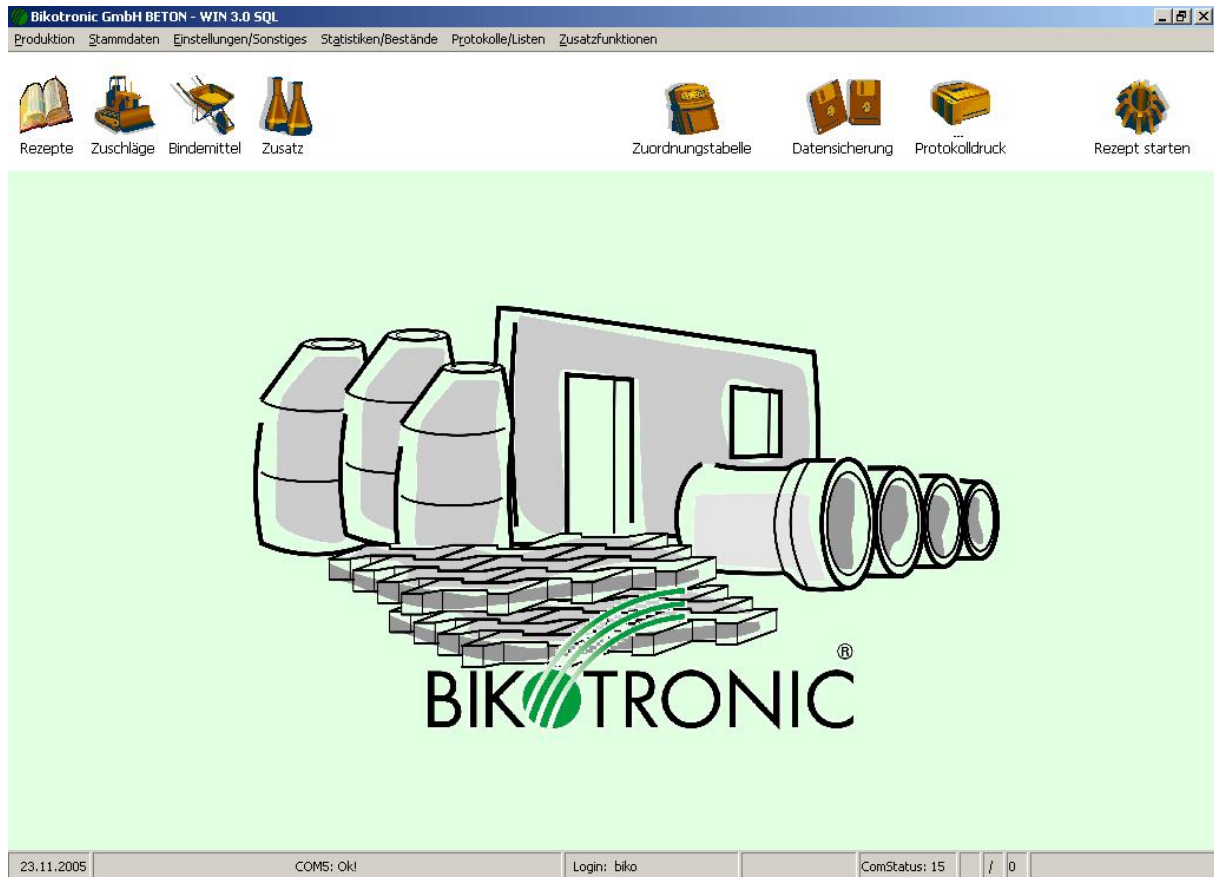 Bikotronic GmbH BETON - WIN 3.0 SQL
Produktion Stammdaten Einstellungen/Sonstiges Statistiken/Bestände Protokolle/Listen Zusatzfunktionen
Rezepte Zuschläge Bindemittel Zusatz Zuordnungstabelle Datensicherung Protokolldruck Rezept starten
BIKOTRONIC ®
23.11.2005 COM5: Ok! Login: biko ComStatus: 15 / 0